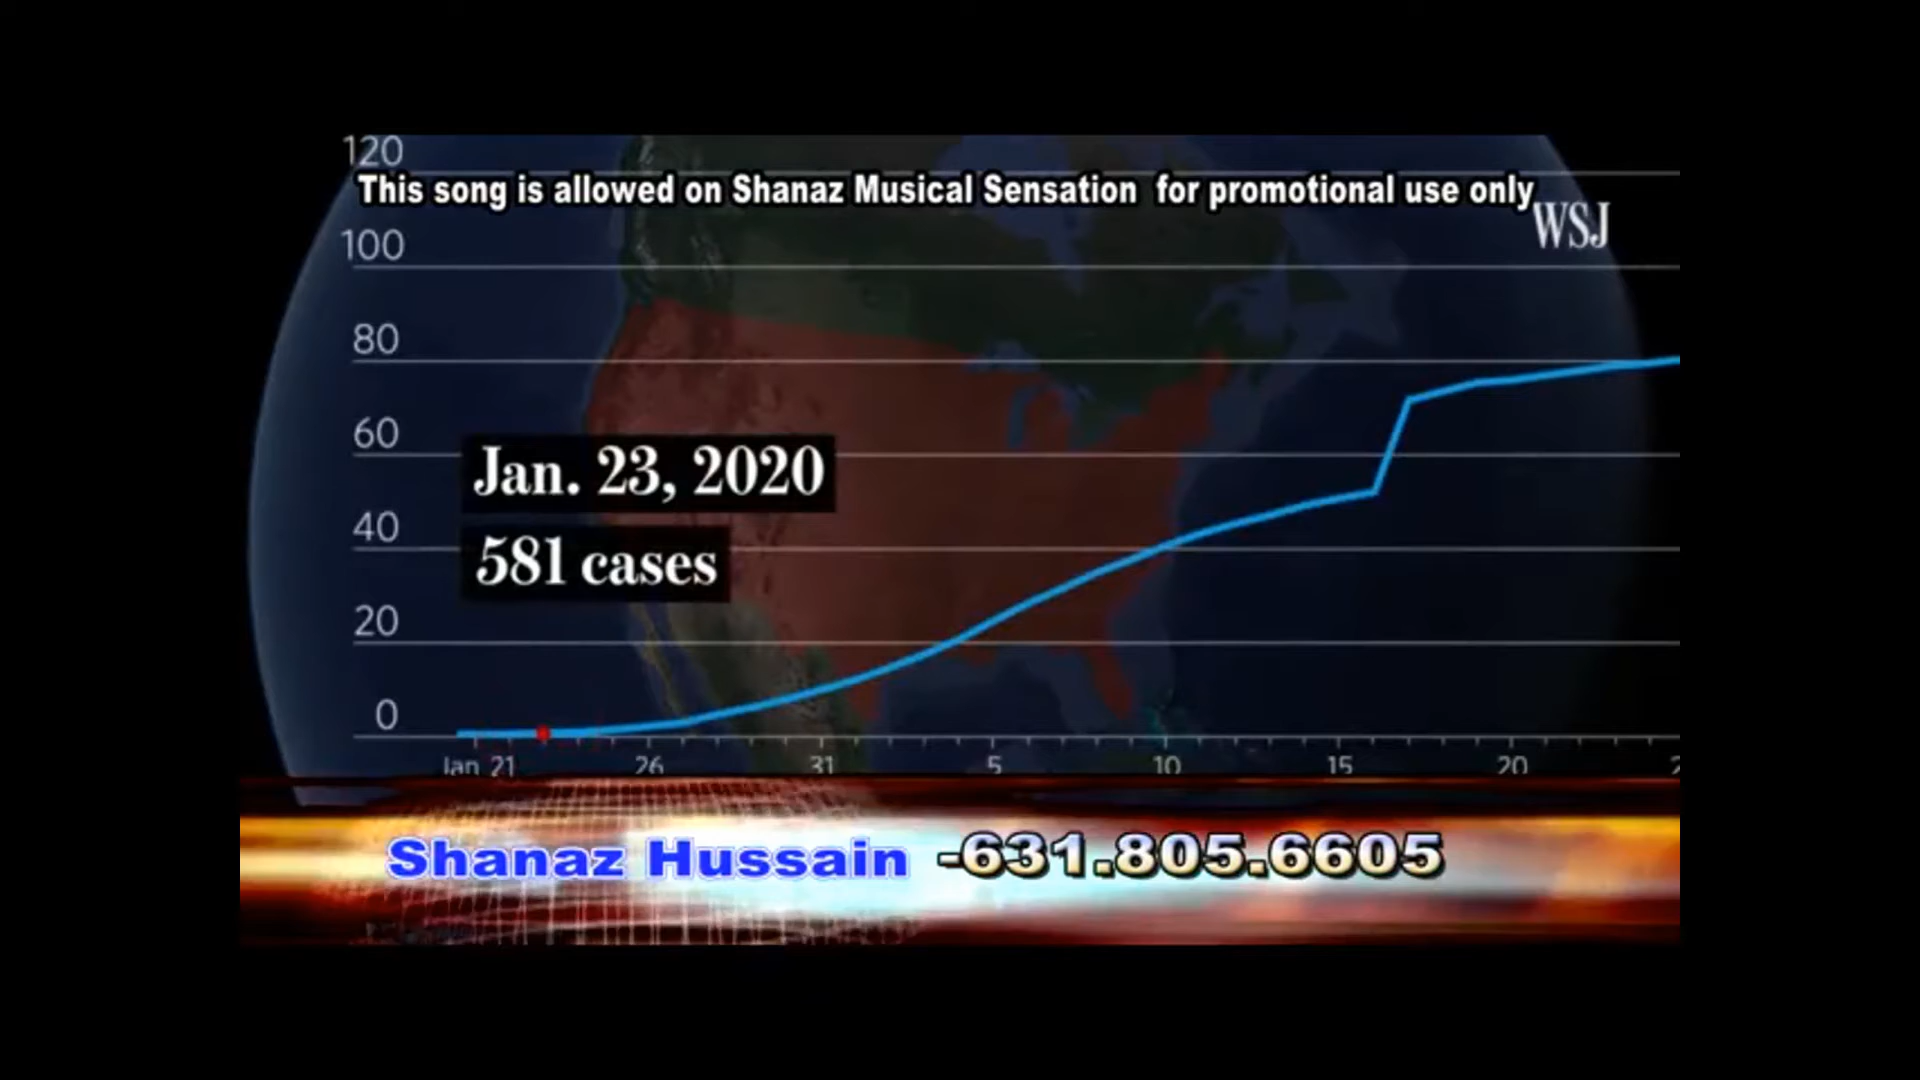 120
This song is allowed on Shanaz Musical Sensation for promotional use only
WSJ
100
80
60
Jan. 23, 2020
40
581 cases
20
0
Jan 21 26 31 5 10 15 20
Shanaz Hussain -631.805.6605